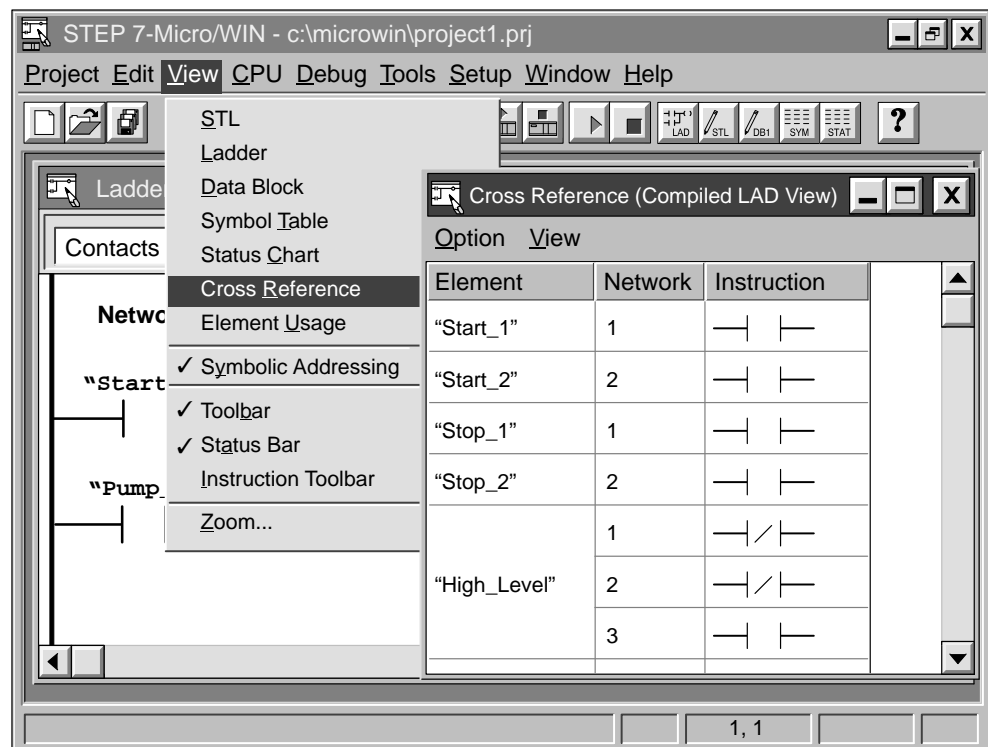 STEP 7-Micro/WIN - c:\microwin\project1.prj
Project Edit View CPU Debug Tools Setup Window Help
LAD STL DB1 SYM STAT ?
STL
Ladder
Data Block
Symbol Table
Status Chart
Cross Reference
Element Usage
✓ Symbolic Addressing
✓ Toolbar
✓ Status Bar
Instruction Toolbar
Zoom...
Ladde
Contacts
Netwo
“Start
“Pump_
Cross Reference (Compiled LAD View)
Option View
Element Network Instruction
“Start_1” 1
“Start_2” 2
“Stop_1” 1
“Stop_2” 2
“High_Level” 1
2
3
1, 1